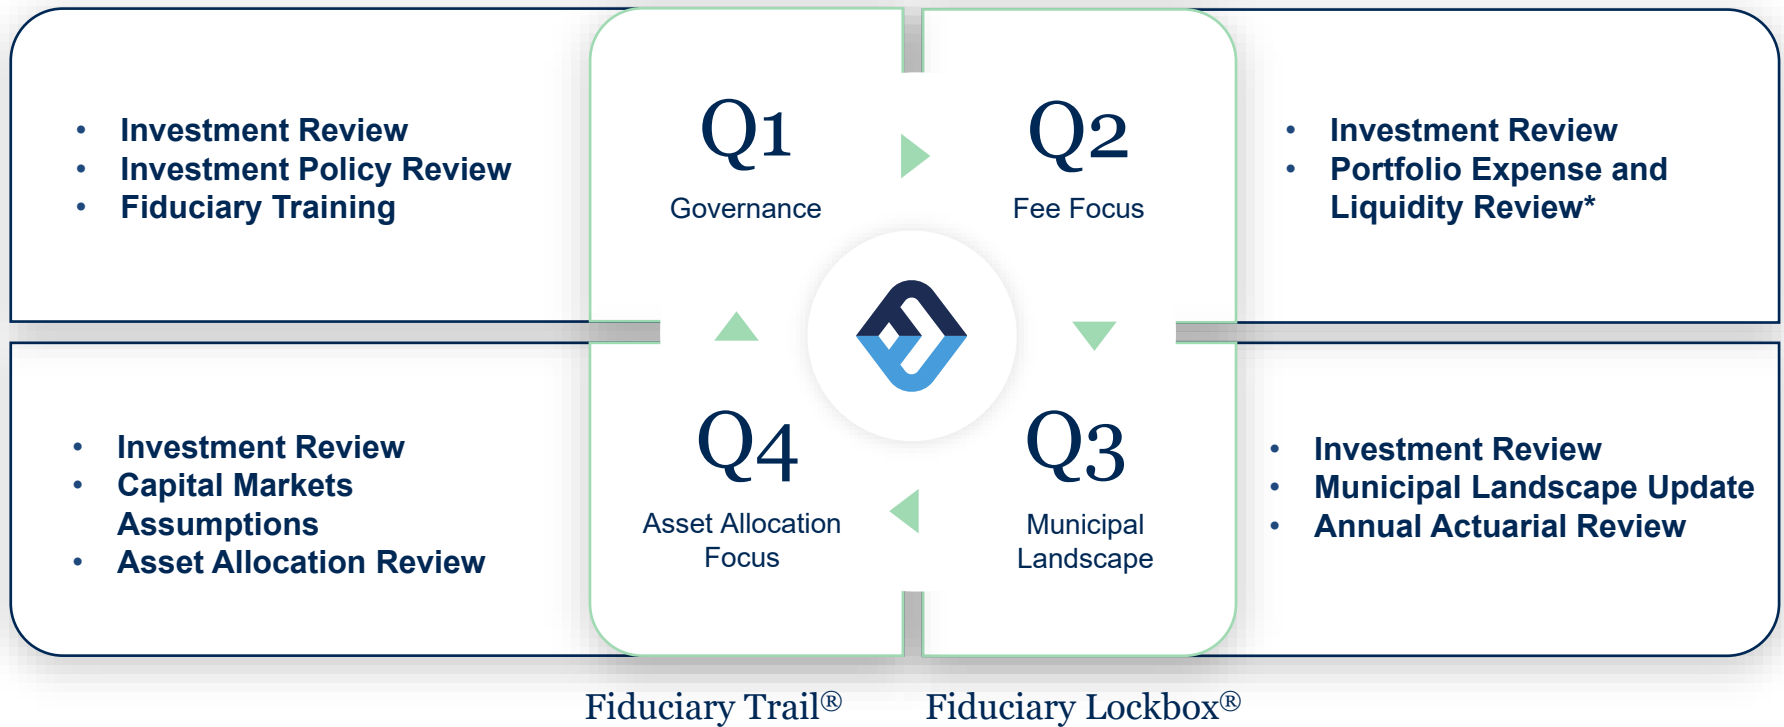 • Investment Review
• Investment Policy Review
• Fiduciary Training
Q1
Governance
Q2
Fee Focus
• Investment Review
• Portfolio Expense and
Liquidity Review*
• Investment Review
• Capital Markets
Assumptions
• Asset Allocation Review
Q4
Asset Allocation
Focus
Q3
Municipal
Landscape
• Investment Review
• Municipal Landscape Update
• Annual Actuarial Review
Fiduciary Trail®
Fiduciary Lockbox®